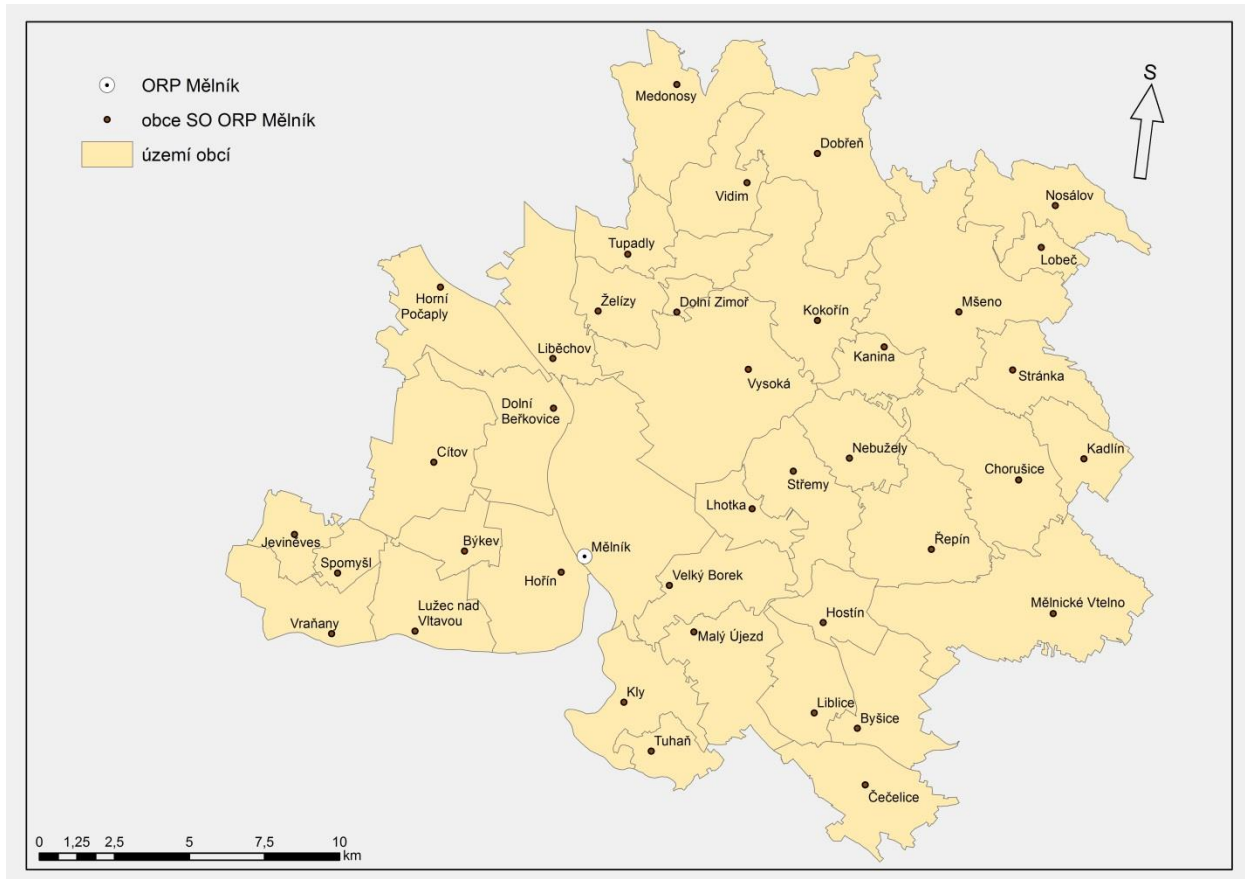 ORP Mělník
obce SO ORP Mělník
území obcí
S
Medonosy
Dobřeň
Vidim
Nosálov
Tupadly
Lobeč
Horní
Počaply
Želízy
Dolní Zimoř
Kokořín
Mšeno
Liběchov
Kanina
Vysoká
Stránka
Dolní
Beřkovice
Cítov
Nebužely
Kadlín
Střemy
Chorušice
Lhotka
Jeviněves
Býkev
Mělník
Řepín
Spomyšl
Hořín
Velký Borek
Lužec nad
Vltavou
Hostín
Mělnické Vtelno
Vraňany
Malý Újezd
Kly
Liblice
Byšice
Tuhaň
Čečelice
0 1,25 2,5 5 7,5 10
km